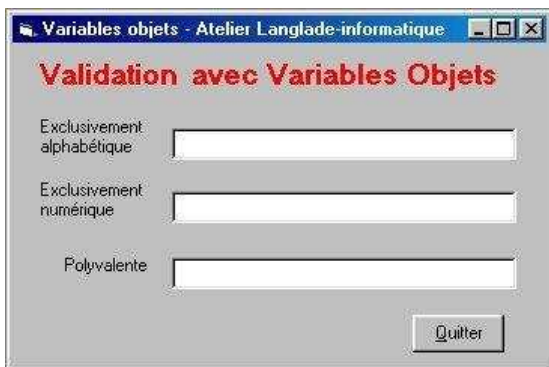 Variables objets - Atelier Langlade-informatique
Validation avec Variables Objets
Exclusivement
alphabétique
Exclusivement
numérique
Polyvalente
Quitter